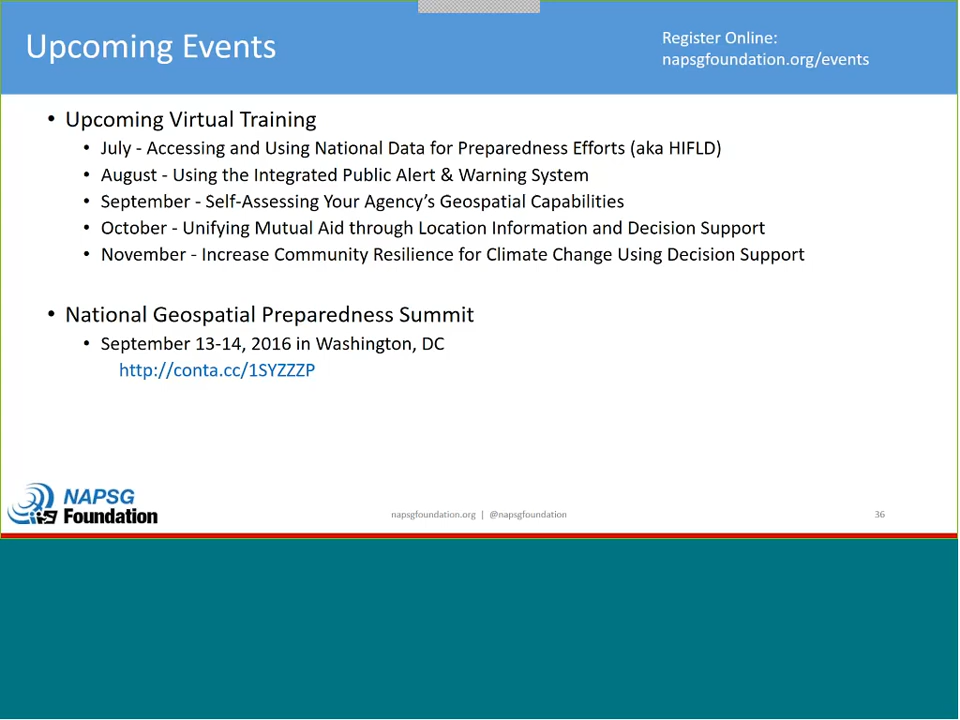 Upcoming Events
Register Online:
napsgfoundation.org/events
• Upcoming Virtual Training
• July - Accessing and Using National Data for Preparedness Efforts (aka HIFLD)
• August - Using the Integrated Public Alert & Warning System
• September - Self-Assessing Your Agency’s Geospatial Capabilities
• October - Unifying Mutual Aid through Location Information and Decision Support
• November - Increase Community Resilience for Climate Change Using Decision Support
• National Geospatial Preparedness Summit
• September 13-14, 2016 in Washington, DC
http://conta.cc/1SYZZZP
NAPSG
Foundation
napsgfoundation.org | @napsgfoundation
36